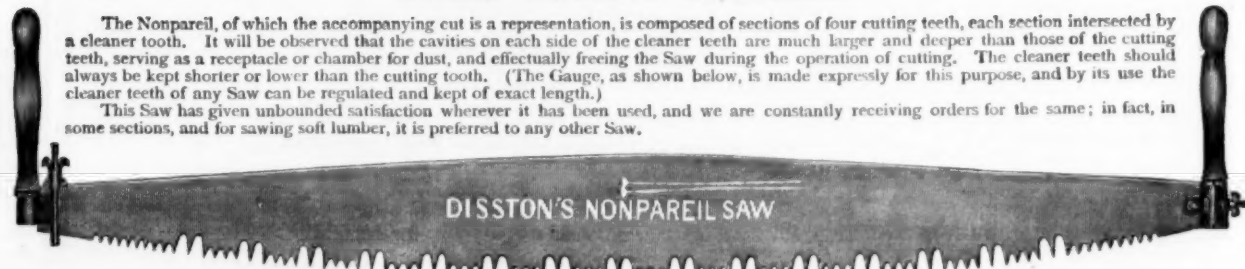 The Nonpareil, of which the accompanying cut is a representation, is composed of sections of four cutting teeth, each section intersected by
a cleaner tooth. It will be observed that the cavities on each side of the cleaner teeth are much larger and deeper than those of the cutting
teeth, serving as a receptacle or chamber for dust, and effectually freeing the Saw during the operation of cutting. The cleaner teeth should
always be kept shorter or lower than the cutting tooth. (The Gauge, as shown below, is made expressly for this purpose, and by its use the
cleaner teeth of any Saw can be regulated and kept of exact length.)
This Saw has given unbounded satisfaction wherever it has been used, and we are constantly receiving orders for the same; in fact, in
some sections, and for sawing soft lumber, it is preferred to any other Saw.
DISSTON'S NONPAREIL SAW